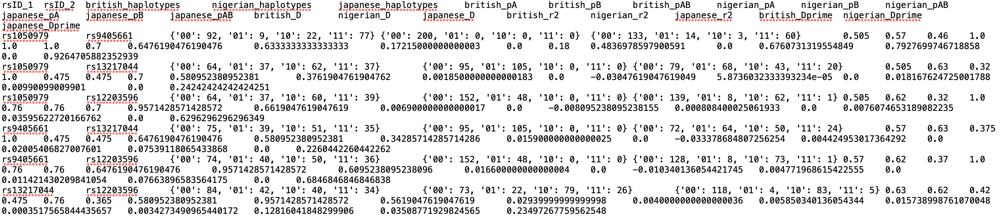 rsID_1 rsID_2 british_haplotypes nigerian_haplotypes japanese_haplotypes british_pA british_pB british_pAB nigerian_pA nigerian_pB nigerian_pAB
japanese_pA japanese_pB japanese_pAB british_D nigerian_D japanese_D british_r2 nigerian_r2 japanese_r2 british_Dprime nigerian_Dprime
japanese_Dprime
rs1050979 rs9405661 {'00': 92, '01': 9, '10': 22, '11': 77} {'00': 200, '01': 0, '10': 0, '11': 0} {'00': 133, '01': 14, '10': 3, '11': 60} 0.505 0.57 0.46 1.0
1.0 1.0 0.7 0.6476190476190476 0.6333333333333333 0.17215000000000003 0.0 0.18 0.4836978597900591 0.0 0.6760731319554849 0.7927699746718858
0.0 0.9264705882352939
rs1050979 rs13217044 {'00': 64, '01': 37, '10': 62, '11': 37} {'00': 95, '01': 105, '10': 0, '11': 0} {'00': 79, '01': 68, '10': 43, '11': 20} 0.505 0.63 0.32
1.0 0.475 0.475 0.7 0.580952380952381 0.3761904761904762 0.0018500000000000183 0.0 -0.03047619047619049 5.8736032333393234e-05 0.0 0.018167624725001788
0.00990099009901 0.0 0.24242424242424251
rs1050979 rs12203596 {'00': 64, '01': 37, '10': 60, '11': 39} {'00': 152, '01': 48, '10': 0, '11': 0} {'00': 139, '01': 8, '10': 62, '11': 1} 0.505 0.62 0.32 1.0
0.76 0.76 0.7 0.9571428571428572 0.6619047619047619 0.006900000000000017 0.0 -0.008095238095238155 0.000808400025061933 0.0 0.0076074653189082235
0.03595622720166762 0.0 0.6296296296296349
rs9405661 rs13217044 {'00': 75, '01': 39, '10': 51, '11': 35} {'00': 95, '01': 105, '10': 0, '11': 0} {'00': 72, '01': 64, '10': 50, '11': 24} 0.57 0.63 0.375
1.0 0.475 0.475 0.6476190476190476 0.580952380952381 0.34285714285714286 0.015900000000000025 0.0 -0.033378684807256254 0.004424953017364292 0.0
0.02005406827007601 0.07539118065433868 0.0 0.2260442260442262
rs9405661 rs12203596 {'00': 74, '01': 40, '10': 50, '11': 36} {'00': 152, '01': 48, '10': 0, '11': 0} {'00': 128, '01': 8, '10': 73, '11': 1} 0.57 0.62 0.37 1.0
0.76 0.76 0.6476190476190476 0.9571428571428572 0.6095238095238096 0.016600000000000004 0.0 -0.010340136054421745 0.004771968615422555 0.0
0.011421430209841054 0.07663896583564175 0.0 0.6846846846846838
rs13217044 rs12203596 {'00': 84, '01': 42, '10': 40, '11': 34} {'00': 73, '01': 22, '10': 79, '11': 26} {'00': 118, '01': 4, '10': 83, '11': 5} 0.63 0.62 0.42
0.475 0.76 0.365 0.580952380952381 0.9571428571428572 0.5619047619047619 0.02939999999999998 0.0040000000000000036 0.005850340136054344 0.015738998761070048
0.0003517565844435657 0.0034273490965440172 0.12816041848299906 0.03508771929824565 0.23497267759562548